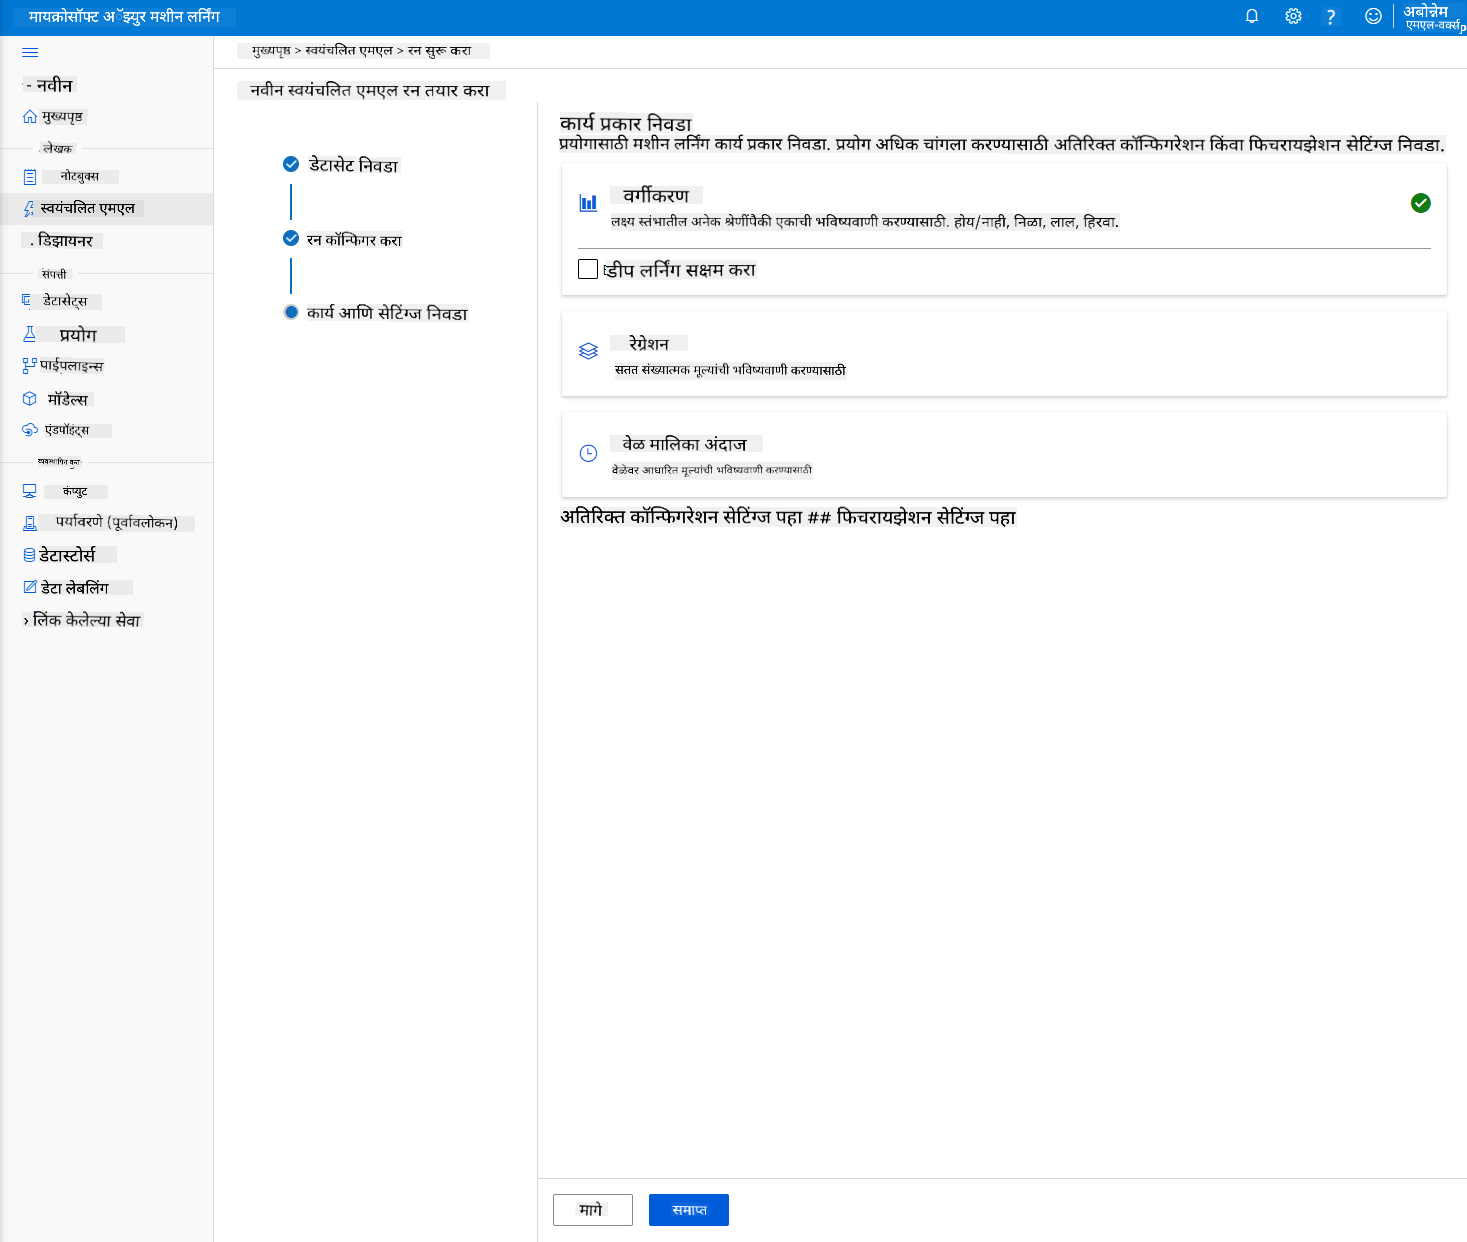 मायक्रोसॉफ्ट अॅझ्युर मशीन लर्निंग
अबोन्नेम
एमएल-वर्क्सp
मुख्यपृष्ठ > स्वयंचलित एमएल > रन सुरू करा
- नवीन
मुख्यपृष्ठ
लेखक
नोटबुक्स
स्वयंचलित एमएल
. डिझायनर
संपत्ती
डेटासेट्स
प्रयोग
पाईपलाइन्स
मॉडेल्स
एंडपॉइंट्स
कंप्युट
पर्यावरणे (पूर्वावलोकन)
डेटास्टोर्स
डेटा लेबलिंग
› लिंक केलेल्या सेवा
नवीन स्वयंचलित एमएल रन तयार करा
डेटासेट निवडा
रन कॉन्फिगर करा
कार्य आणि सेटिंग्ज निवडा
कार्य प्रकार निवडा
प्रयोगासाठी मशीन लर्निंग कार्य प्रकार निवडा. प्रयोग अधिक चांगला करण्यासाठी अतिरिक्त कॉन्फिगरेशन किंवा फिचरायझेशन सेटिंग्ज निवडा.
वर्गीकरण
लक्ष्य स्तंभातील अनेक श्रेणींपैकी एकाची भविष्यवाणी करण्यासाठी. होय/नाही, निळा, लाल, हिरवा.
डीप लर्निंग सक्षम करा
रेग्रेशन
सतत संख्यात्मक मूल्यांची भविष्यवाणी करण्यासाठी
वेळ मालिका अंदाज
वेळेवर आधारित मूल्यांची भविष्यवाणी करण्यासाठी
अतिरिक्त कॉन्फिगरेशन सेटिंग्ज पहा ## फिचरायझेशन सेटिंग्ज पहा
मागे
समाप्त